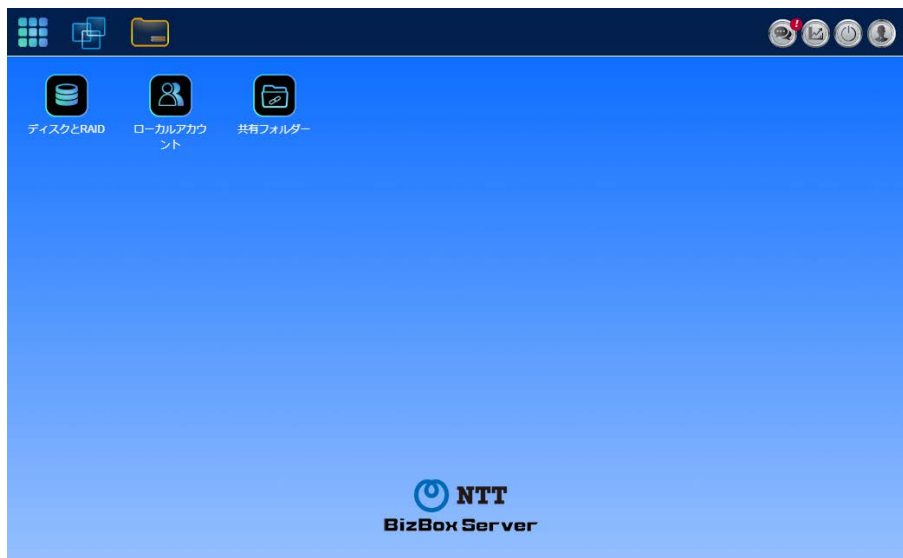 ディスクとRAID
ローカルアカウ
ント
共有フォルダー
NTT
BizBox Server